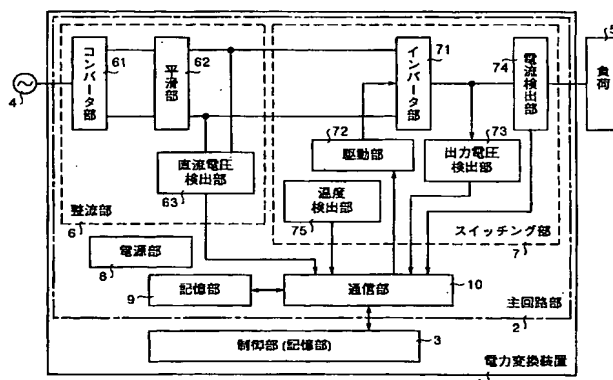 4
コンバータ部
61
平滑部
62
インバータ部
71
74
電流検出部
5
負荷
72
駆動部
73
出力電圧
検出部
直流電圧
検出部
63
温度
検出部
75
整流部
6
スイッチング部
7
電源部
8
記憶部
9
通信部
10
主回路部
2
制御部(記憶部)
3
電力変換装置